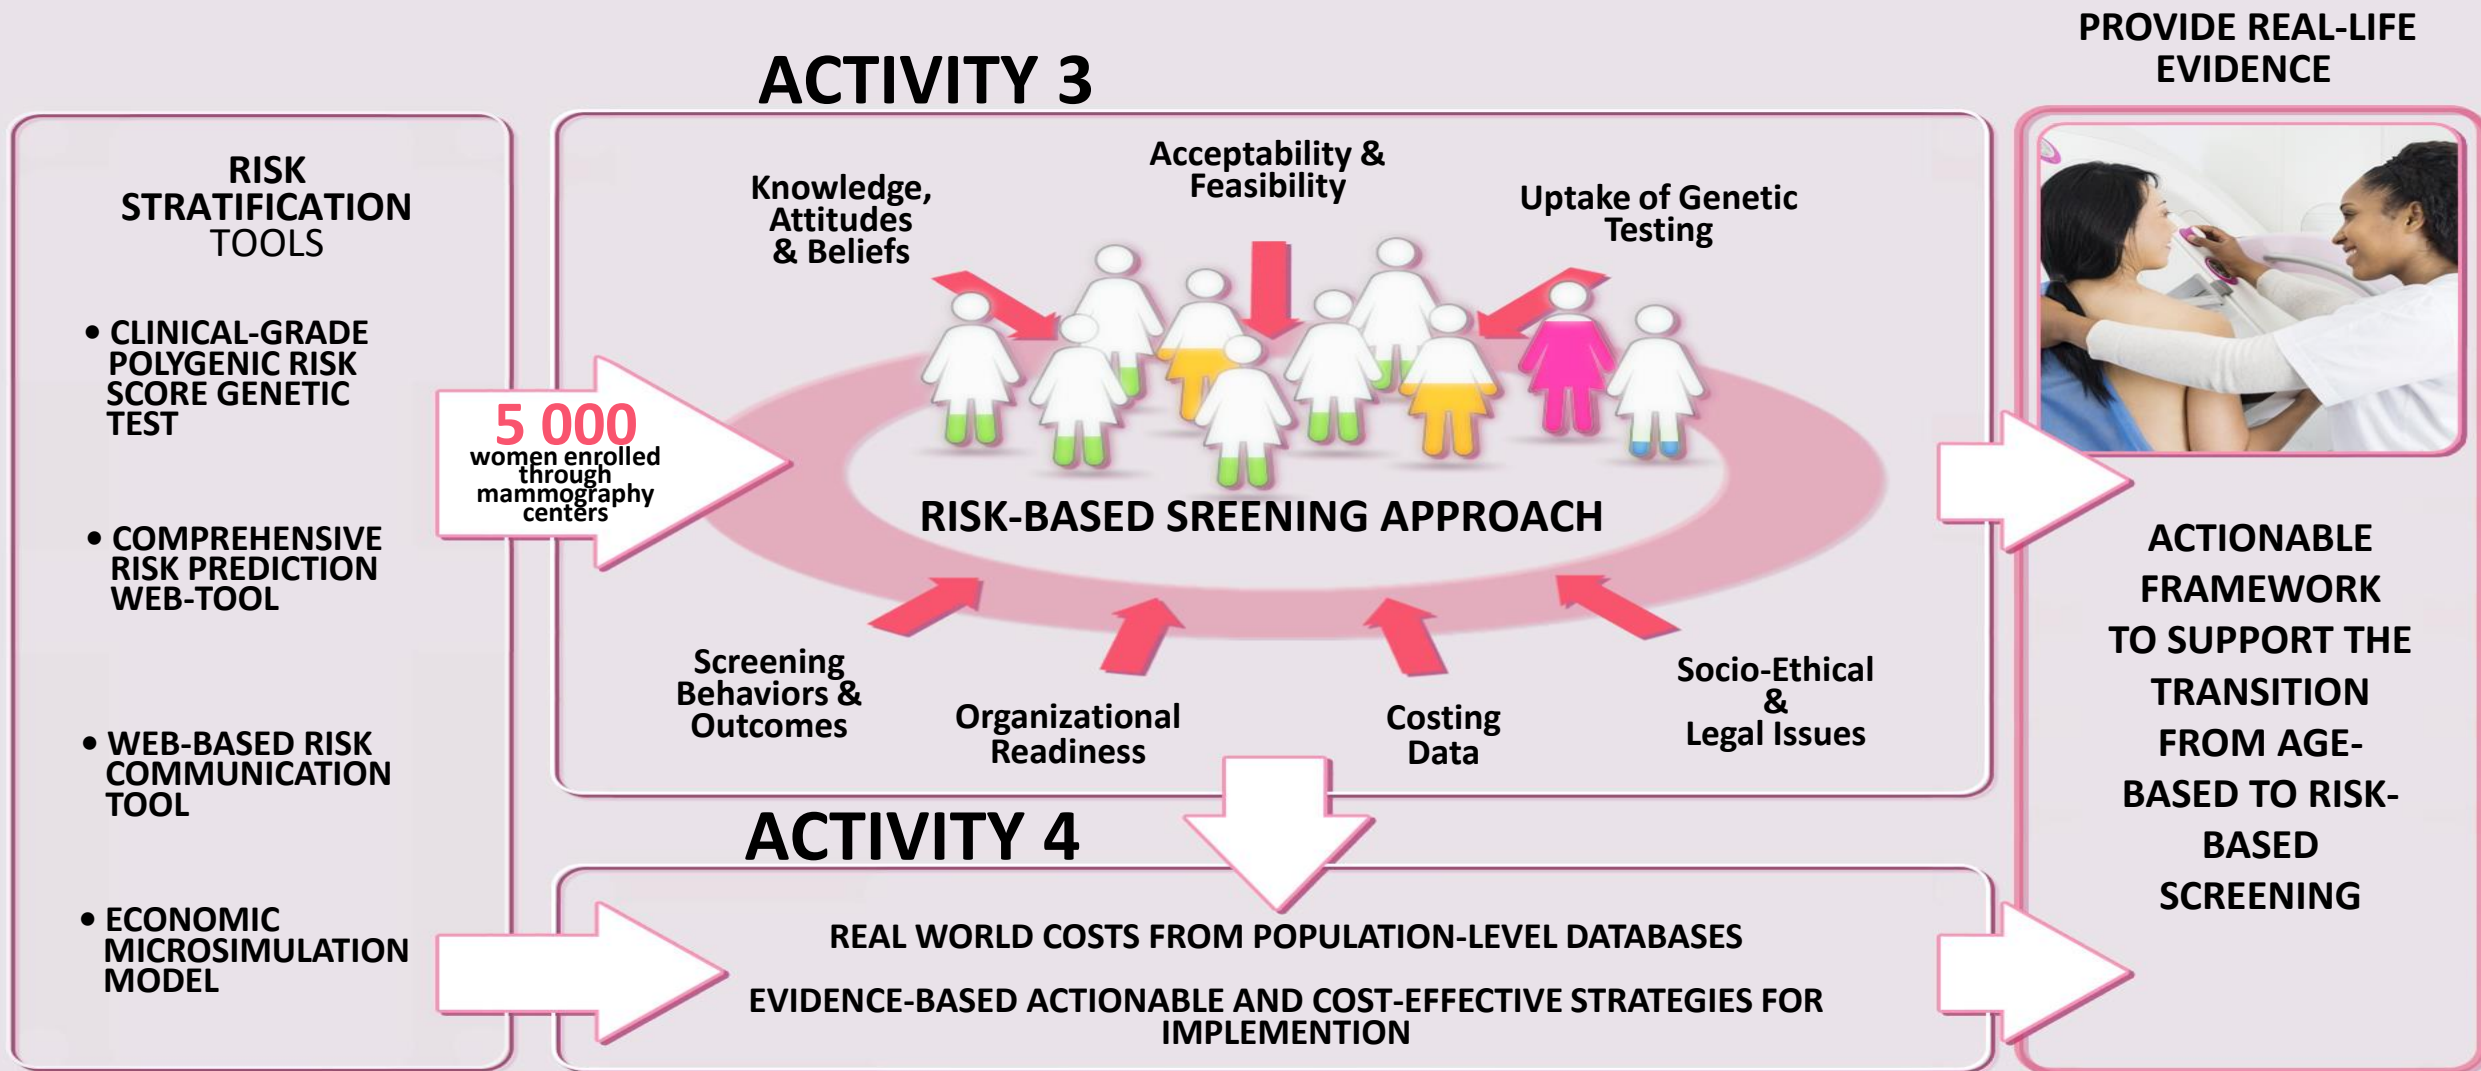 PROVIDE REAL-LIFE
EVIDENCE
ACTIVITY 3
RISK
STRATIFICATION
TOOLS
• CLINICAL-GRADE
POLYGENIC RISK
SCORE GENETIC
TEST
• COMPREHENSIVE
RISK PREDICTION
WEB-TOOL
• WEB-BASED RISK
COMMUNICATION
TOOL
• ECONOMIC
MICROSIMULATION
MODEL
5 000
women enrolled
through
mammography
centers
Knowledge,
Attitudes
& Beliefs
Acceptability &
Feasibility
Uptake of Genetic
Testing
RISK-BASED SREENING APPROACH
Screening
Behaviors &
Outcomes
Organizational
Readiness
Costing
Data
Socio-Ethical
&
Legal Issues
ACTIVITY 4
REAL WORLD COSTS FROM POPULATION-LEVEL DATABASES
EVIDENCE-BASED ACTIONABLE AND COST-EFFECTIVE STRATEGIES FOR
IMPLEMENTION
ACTIONABLE
FRAMEWORK
TO SUPPORT THE
TRANSITION
FROM AGE-
BASED TO RISK-
BASED
SCREENING